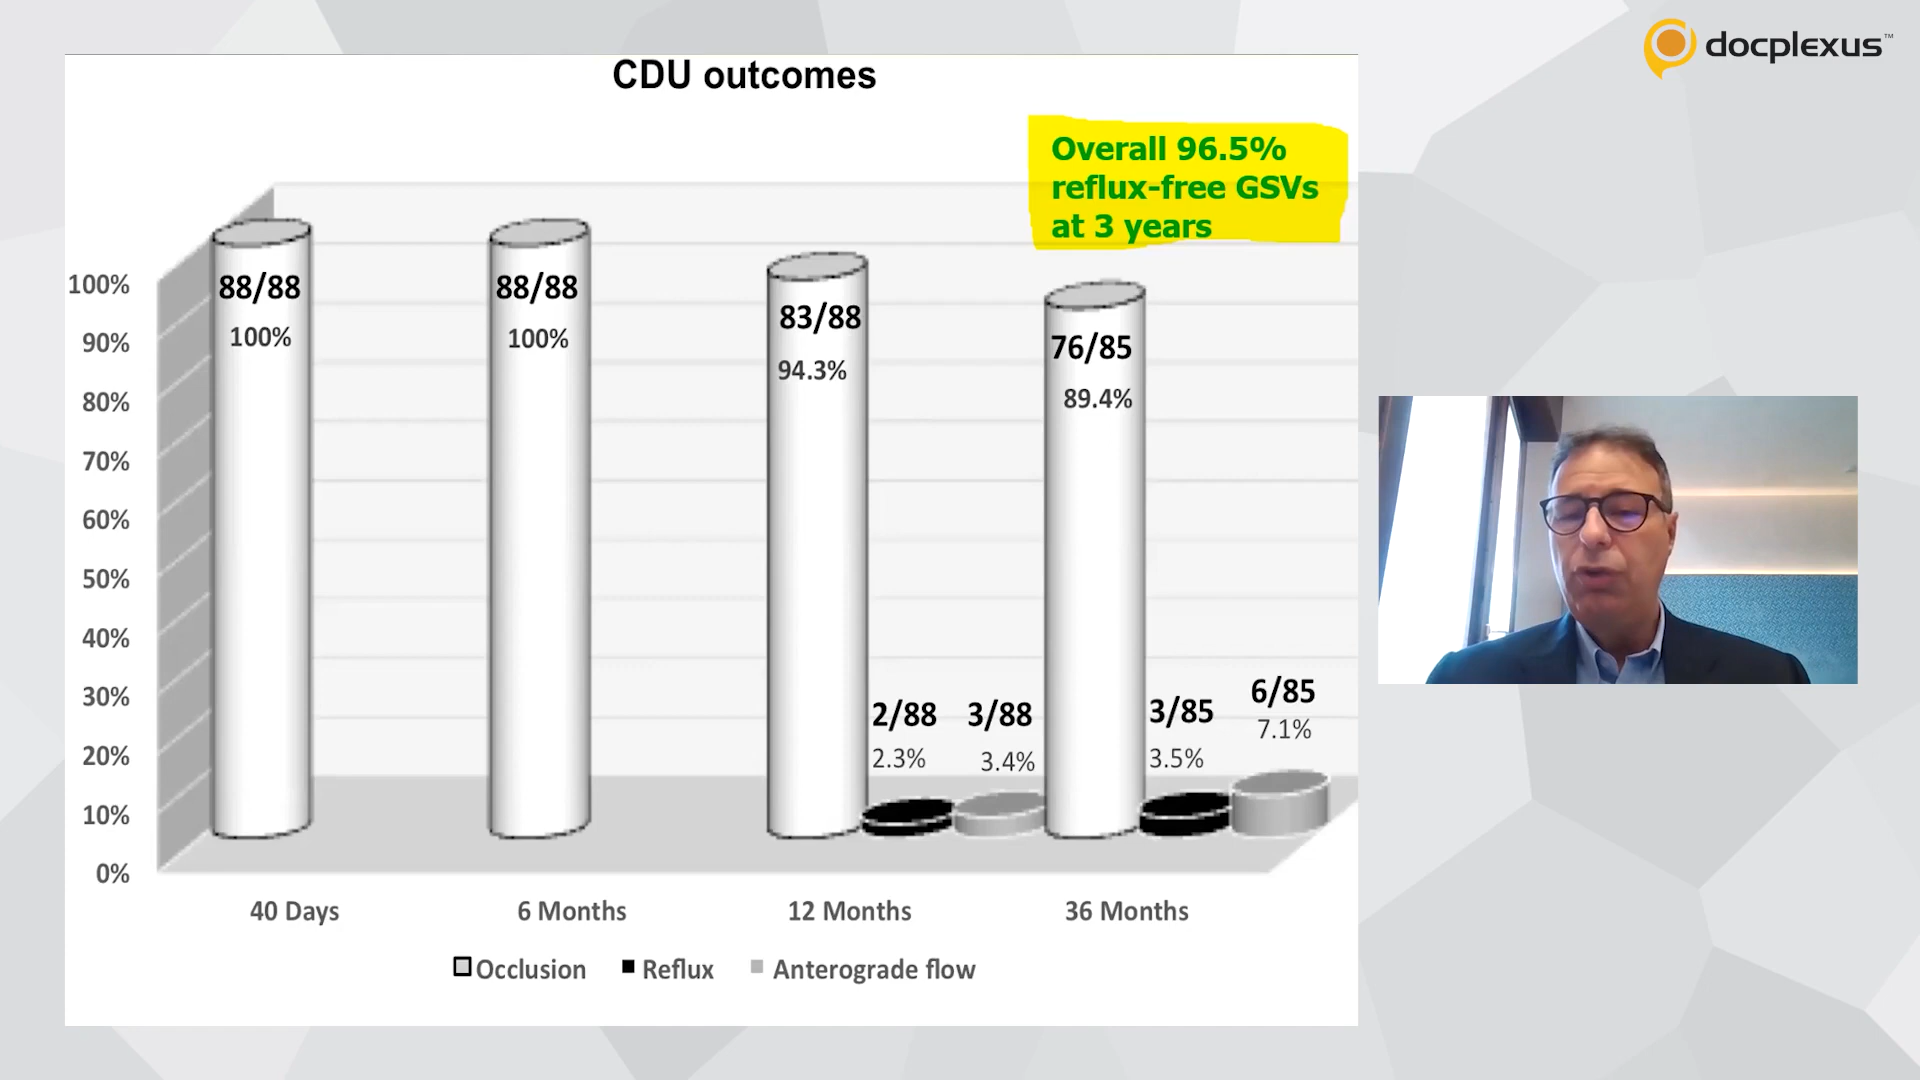 docplexus™
CDU outcomes
Overall 96.5%
reflux-free GSVs
at 3 years
100%
90%
80%
70%
60%
50%
40%
30%
20%
10%
0%
88/88
100%
88/88
100%
83/88
94.3%
2/88
2.3%
3/88
3.4%
76/85
89.4%
3/85
3.5%
6/85
7.1%
40 Days
6 Months
12 Months
36 Months
Occlusion
Reflux
Anterograde flow